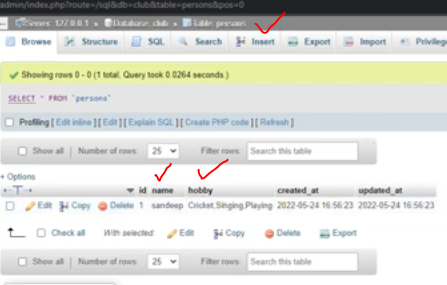 admin/index.php?route=/sql&db=club&table=persons&pos=0
Server: 127.0.0.1 » Database: club » Table: persons
Browse Structure SQL Search Insert Export Import Privileg
Showing rows 0 - 0 (1 total, Query took 0.0264 seconds.)
SELECT * FROM `persons`
Profiling [ Edit inline ] [ Edit ] [ Explain SQL ] [ Create PHP code ] [ Refresh ]
Show all Number of rows: 25 Filter rows: Search this table
+ Options
id name hobby created_at updated_at
Edit Copy Delete 1 sandeep Cricket,Singing,Playing 2022-05-24 16:56:23 2022-05-24 16:56:23
Check all With selected: Edit Copy Delete Export
Show all Number of rows: 25 Filter rows: Search this table